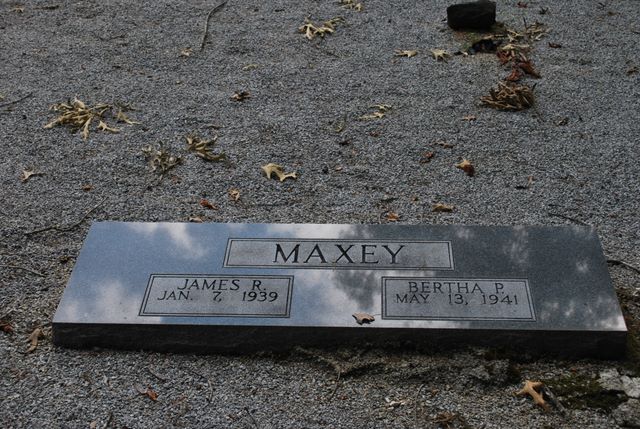 MAXEY
JAMES R.
JAN. 7, 1939
BERTHA P.
MAY 13, 1941